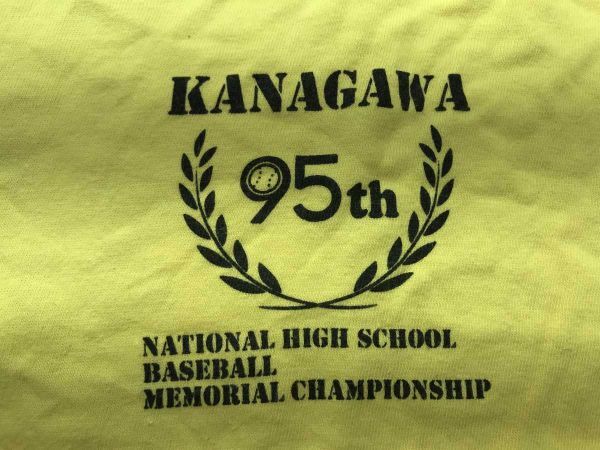 KANAGAWA
95th
NATIONAL HIGH SCHOOL
BASEBALL
MEMORIAL CHAMPIONSHIP